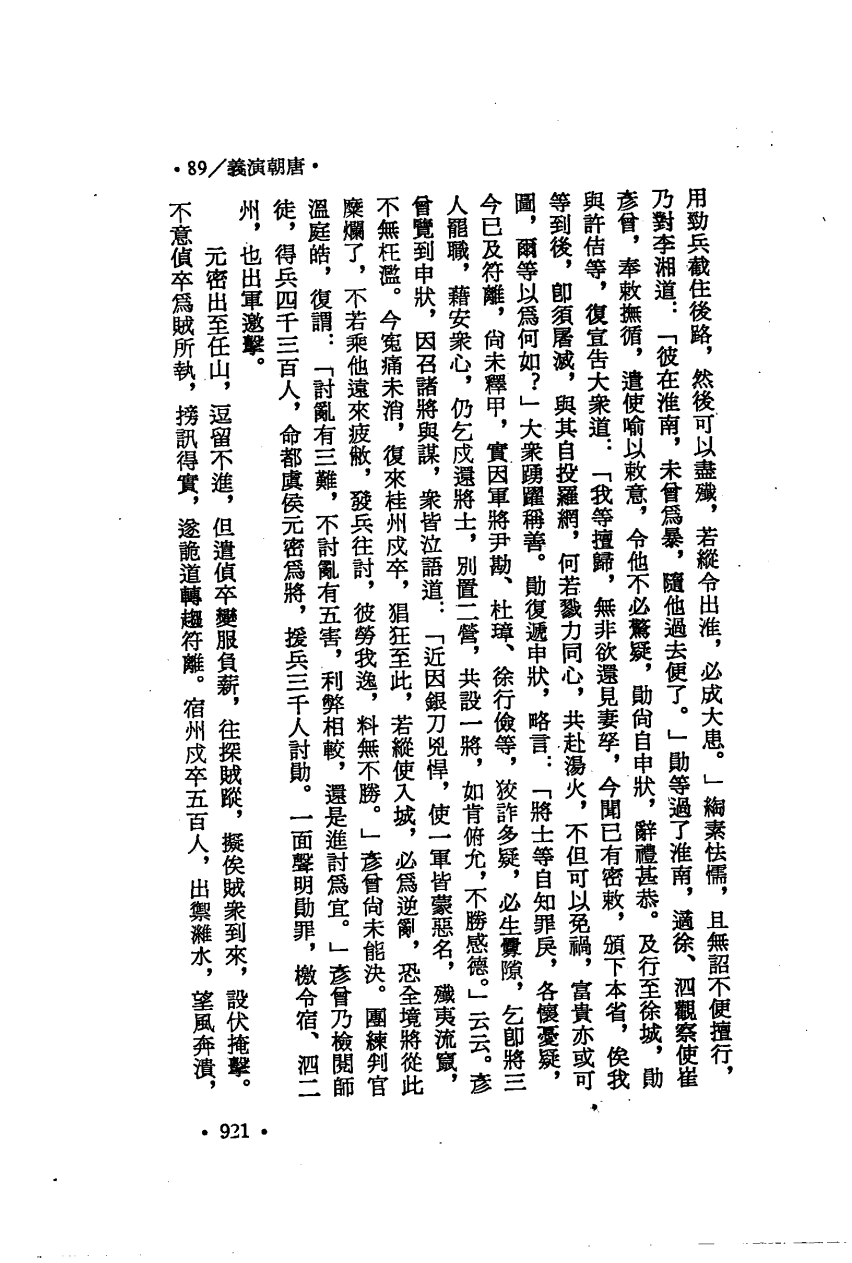 •89／義演朝唐•
用勁兵截住後路，然後可以盡殲，若縱令出淮，必成大患。」綯素怯懦，且無詔不便擅行，
乃對李湘道：「彼在淮南，未曾爲暴，隨他過去便了。」勛等過了淮南，適徐、泗觀察使崔
彥曾，奉敕撫循，遣使喻以敕意，令他不必驚疑，勛尚自申狀，辭禮甚恭。及行至徐城，勛
與許佶等，復宣告大衆道：「我等擅歸，無非欲還見妻孥，今聞已有密敕，頒下本省，俟我
等到後，卽須屠滅，與其自投羅網，何若戮力同心，共赴湯火，不但可以免禍，富貴亦或可
圖，爾等以爲何如？」大衆踴躍稱善。勛復遞申狀，略言：「將士等自知罪戾，各懷憂疑，
今已及符離，尚未釋甲，實因軍將尹勘、杜璋、徐行儉等，狡詐多疑，必生釁隙，乞卽將三
人罷職，藉安衆心，仍乞戍還將士，別置二營，共設一將，如肯俯允，不勝感德。」云云。彥
曾覽到申狀，因召諸將與謀，衆皆泣語道：「近因銀刀兇悍，使一軍皆蒙惡名，殲夷流竄，
不無枉濫。今寃痛未消，復來桂州戍卒，猖狂至此，若縱使入城，必爲逆亂，恐全境將從此
糜爛了，不若乘他遠來疲敝，發兵往討，彼勞我逸，料無不勝。」彥曾尚未能決。團練判官
溫庭皓，復謂：「討亂有三難，不討亂有五害，利弊相較，還是進討爲宜。」彥曾乃檢閱師
徒，得兵四千三百人，命都虞侯元密爲將，援兵三千人討勛。一面聲明勛罪，檄令宿、泗二
州，也出軍邀擊。
元密出至任山，逗留不進，但遣偵卒變服負薪，往探賊蹤，擬俟賊衆到來，設伏掩擊。
不意偵卒爲賊所執，搒訊得實，遂詭道轉趨符離。宿州戍卒五百人，出禦濉水，望風奔潰，
•921•